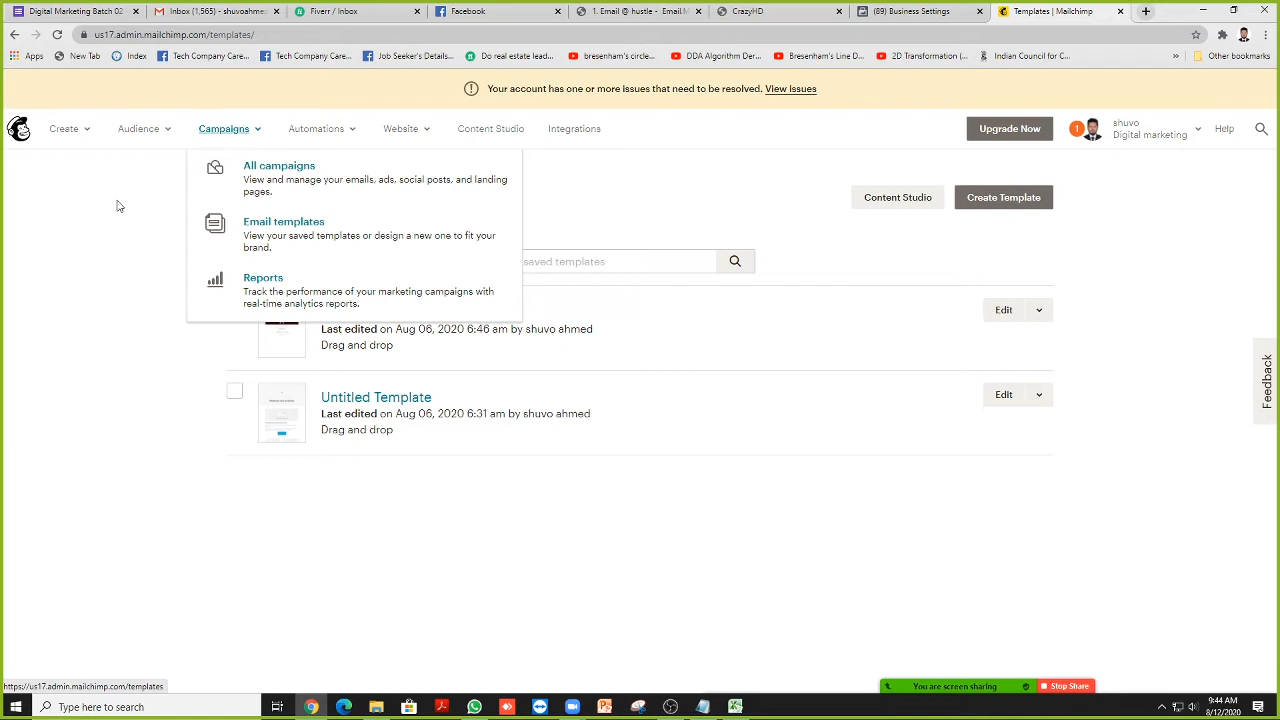 Digital Marketing Batch 02
Inbox (1,565) - shuvoahmed
Fiverr / Inbox
Facebook
1. Email @ hustle - Email.M
CrazyHD
(89) Business Settings
Templates | Mailchimp
us17.admin.mailchimp.com/templates/
Apps
New Tab
Index
Tech Company Care...
Tech Company Care...
Job Seeker's Details...
Do real estate lead...
bresenham's circle...
DDA Algorithm Der...
Bresenham's Line D...
2D Transformation (...
Indian Council for C...
»
Other bookmarks
Your account has one or more issues that need to be resolved. View issues
Create
Audience
Campaigns
Automations
Website
Content Studio
Integrations
Upgrade Now
1
shuvo
Digital marketing
Help
All campaigns
View and manage your emails, ads, social posts, and landing
pages.
Content Studio
Create Template
Email templates
View your saved templates or design a new one to fit your
brand.
saved templates
Reports
Track the performance of your marketing campaigns with
real-time analytics reports.
Edit
Last edited on Aug 06, 2020 6:46 am by shuvo ahmed
Drag and drop
Untitled Template
Edit
Last edited on Aug 06, 2020 6:31 am by shuvo ahmed
Drag and drop
Feedback
https://us17.admin.mailchimp.com/templates
You are screen sharing
Stop Share
Type here to search
9:44 AM
8/12/2020